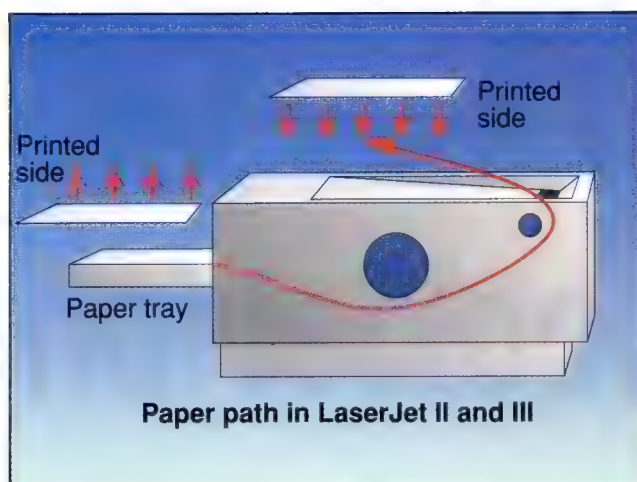 Printed
side
Printed
side
Paper tray
Paper path in LaserJet II and III